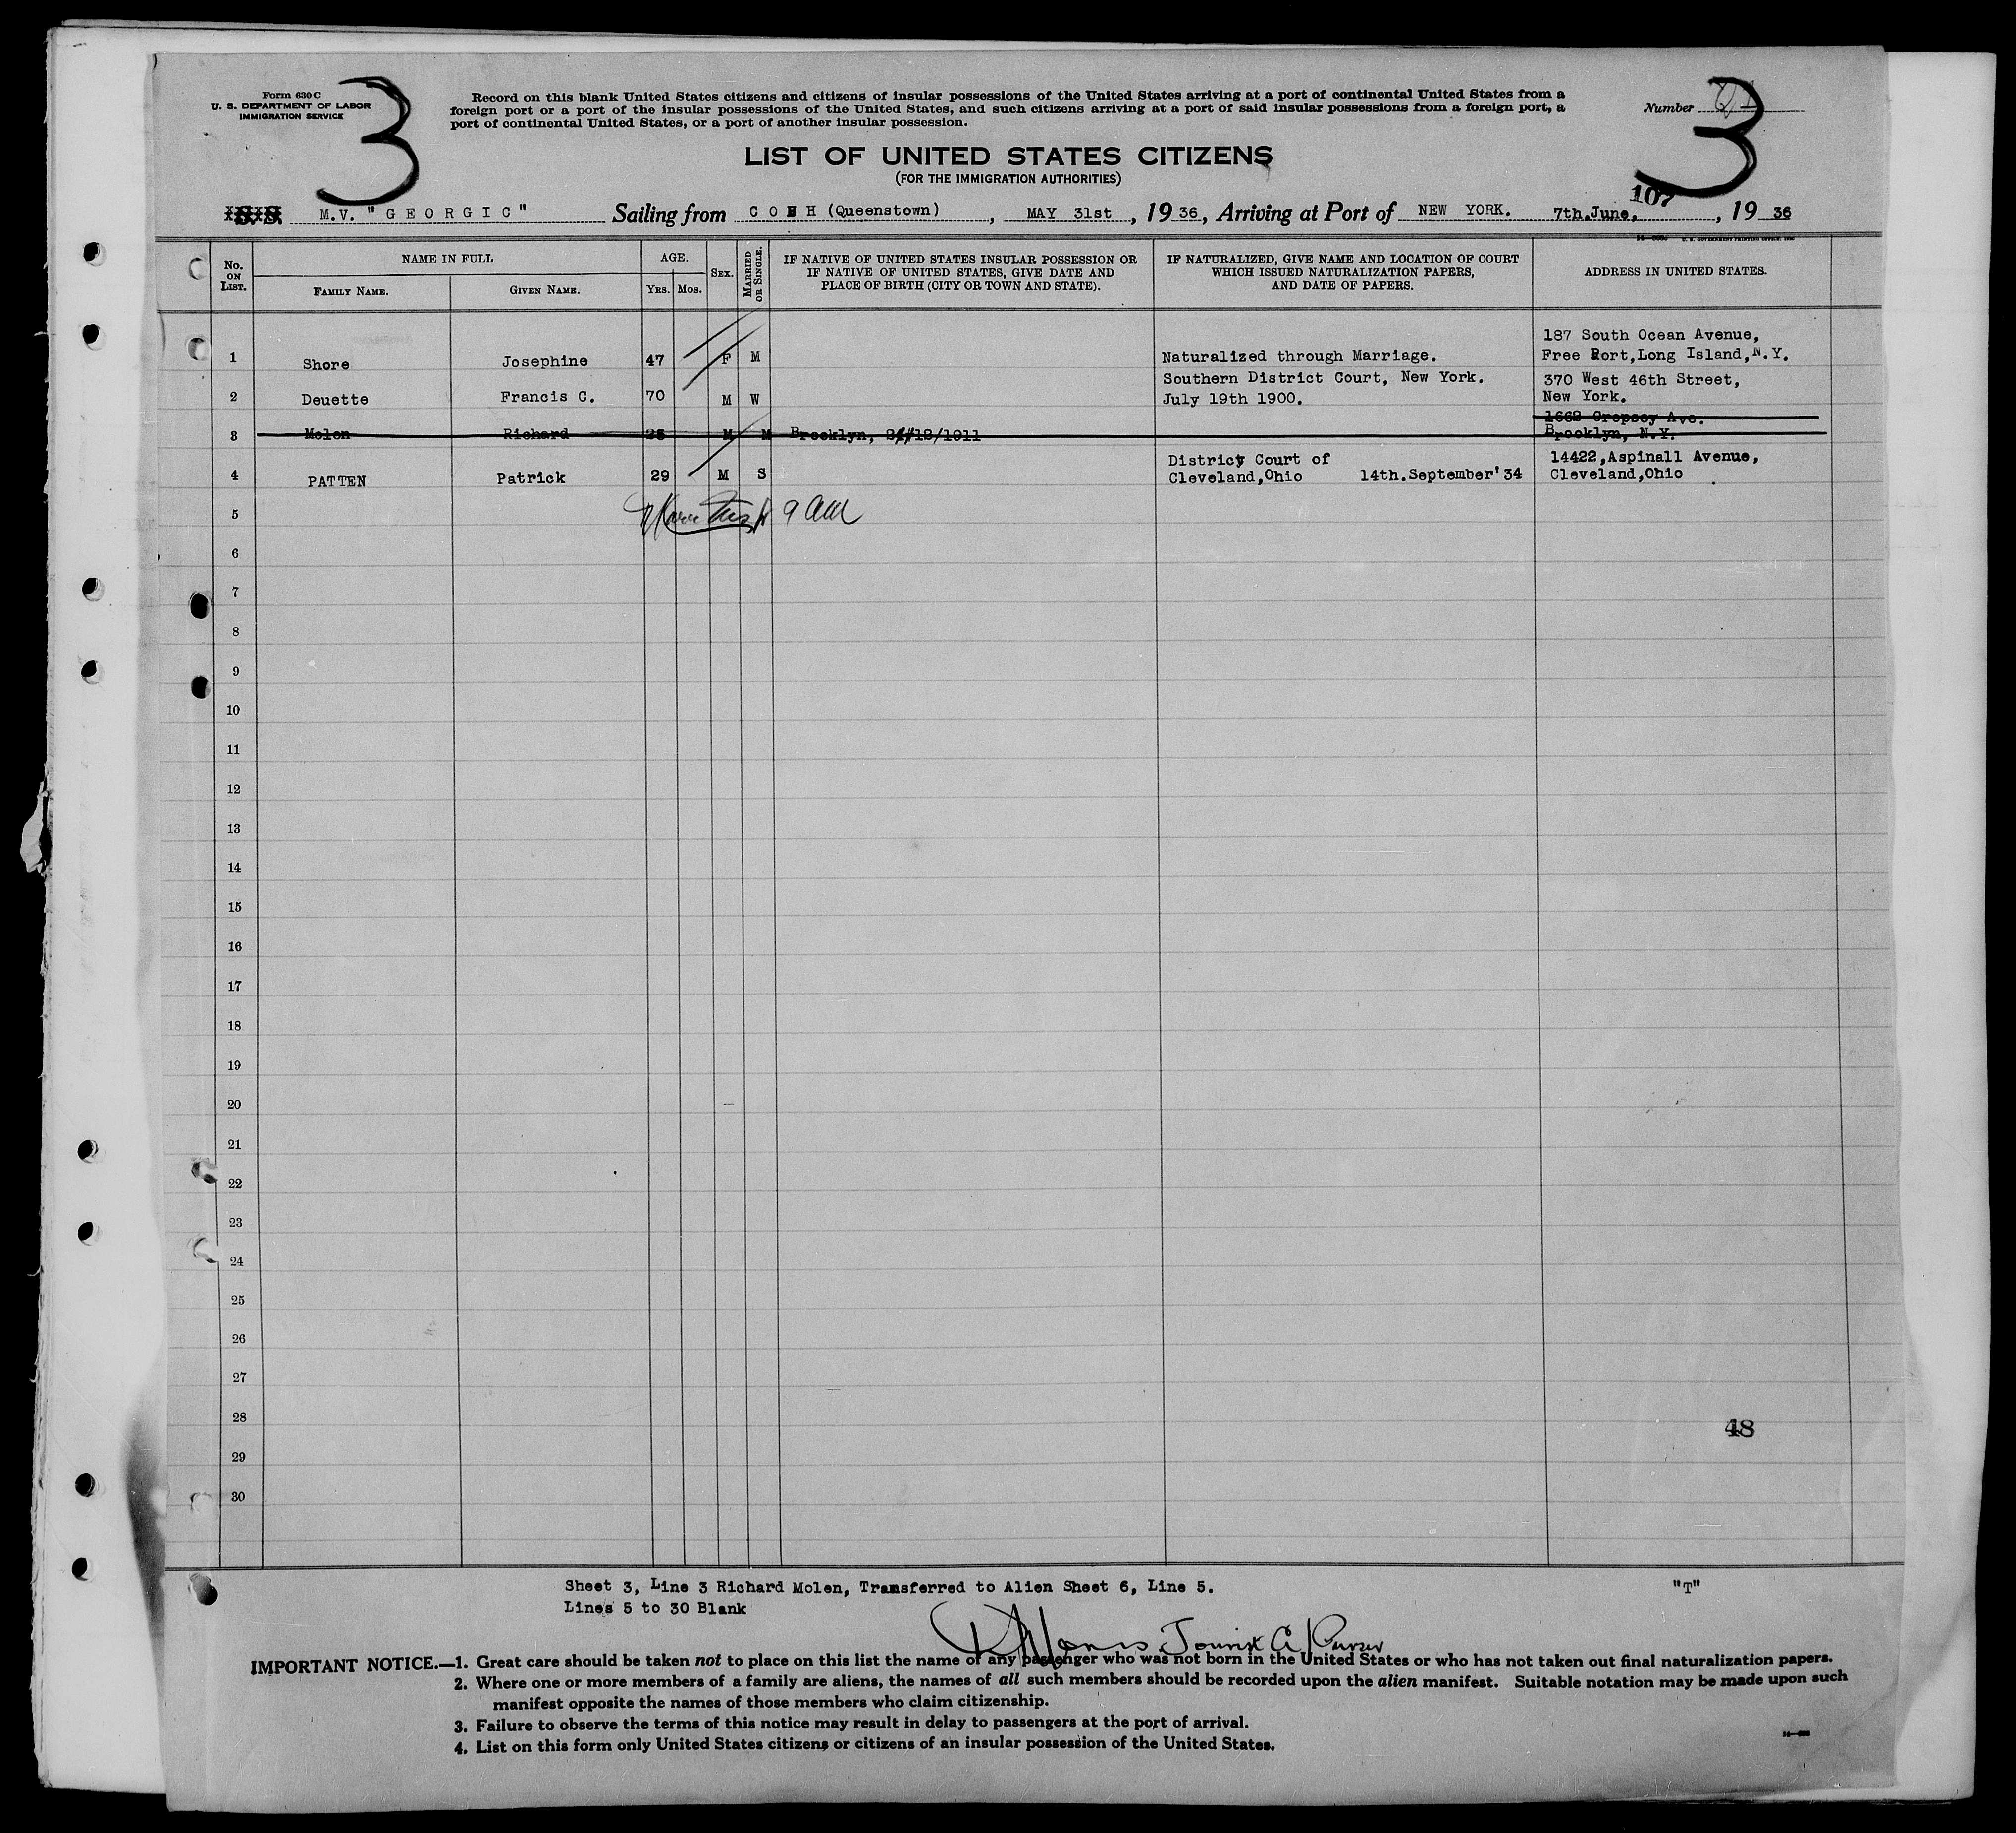 Form 630 C
U. S. DEPARTMENT OF LABOR
IMMIGRATION SERVICE
3
Record on this blank United States citizens and citizens of insular possessions of the United States arriving at a port of continental United States from a
foreign port or a port of the insular possessions of the United States, and such citizens arriving at a port of said insular possessions from a foreign port, a
port of continental United States, or a port of another insular possession.
Number
3
LIST OF UNITED STATES CITIZENS
(FOR THE IMMIGRATION AUTHORITIES)
107
S. S. M.V. "GEORGIC" Sailing from COBH (Queenstown), MAY 31st, 1936, Arriving at Port of NEW YORK. 7th.June, 1936
No. ON LIST.
NAME IN FULL
FAMILY NAME.
GIVEN NAME.
AGE.
YRS. MOS.
SEX.
MARRIED OR SINGLE.
IF NATIVE OF UNITED STATES INSULAR POSSESSION OR
IF NATIVE OF UNITED STATES, GIVE DATE AND
PLACE OF BIRTH (CITY OR TOWN AND STATE).
IF NATURALIZED, GIVE NAME AND LOCATION OF COURT
WHICH ISSUED NATURALIZATION PAPERS,
AND DATE OF PAPERS.
ADDRESS IN UNITED STATES.
187 South Ocean Avenue,
1 Shore Josephine 47 F M Naturalized through Marriage. Free Port,Long Island,N.Y.
Southern District Court, New York. 370 West 46th Street,
2 Deuette Francis C. 70 M W July 19th 1900. New York.
1662 Cropsey Ave.
3 Molen Richard 25 M M Brooklyn, 12/1911 Brooklyn, N.Y.
District Court of 14422,Aspinall Avenue,
4 PATTEN Patrick 29 M S Cleveland,Ohio 14th.September'34 Cleveland,Ohio
5 9 AM
6
7
8
9
10
11
12
13
14
15
16
17
18
19
20
21
22
23
24
25
26
27
28 48
29
30
Sheet 3, Line 3 Richard Molen, Transferred to Alien Sheet 6, Line 5. "T"
Lines 5 to 30 Blank
Tourist A/Purser
IMPORTANT NOTICE.—1. Great care should be taken not to place on this list the name of any passenger who was not born in the United States or who has not taken out final naturalization papers.
2. Where one or more members of a family are aliens, the names of all such members should be recorded upon the alien manifest. Suitable notation may be made upon such
manifest opposite the names of those members who claim citizenship.
3. Failure to observe the terms of this notice may result in delay to passengers at the port of arrival.
4. List on this form only United States citizens or citizens of an insular possession of the United States.